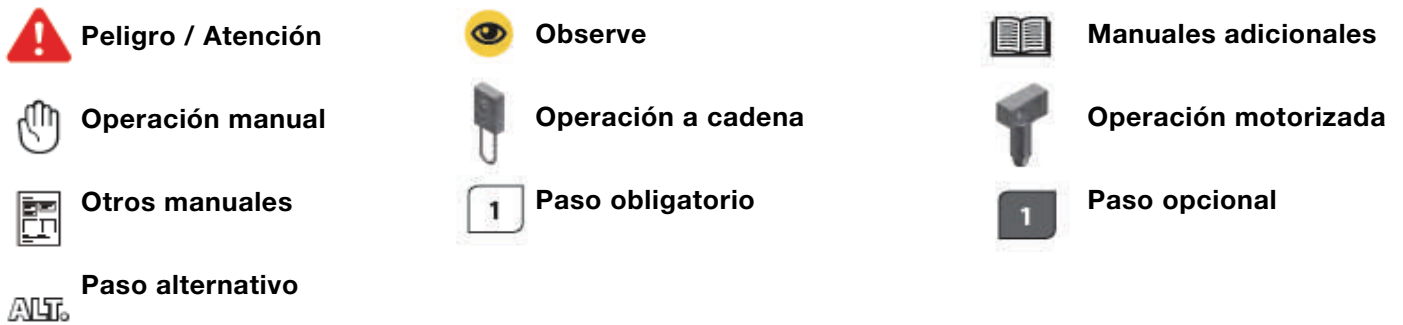 Peligro / Atención
Observe
Manuales adicionales
Operación manual
Operación a cadena
Operación motorizada
Otros manuales
1 Paso obligatorio
1 Paso opcional
ALT. Paso alternativo